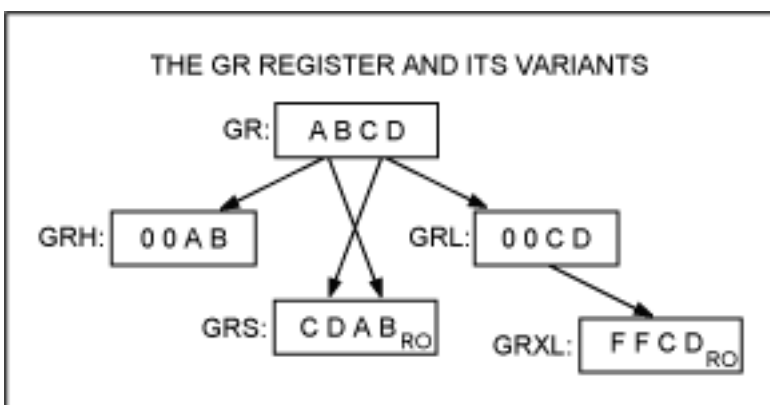 THE GR REGISTER AND ITS VARIANTS
GR: A B C D
GRH: 0 0 A B
GRL: 0 0 C D
GRS: C D A B RO
GRXL: F F C D RO